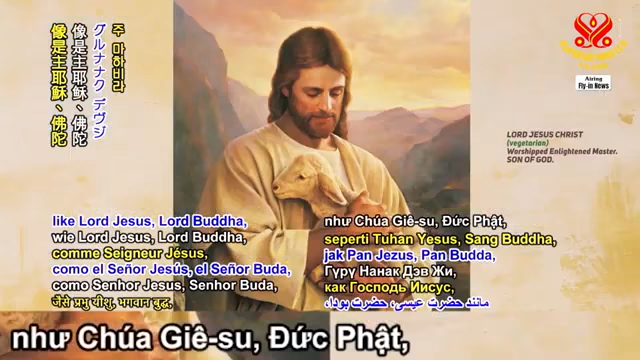 주 마하비라
グル ナナク デヴジ
像是主耶穌、佛陀
像是主耶稣、佛陀
Airing
Fly-in News
LORD JESUS CHRIST
(vegetarian)
Worshipped Enlightened Master.
SON OF GOD.
like Lord Jesus, Lord Buddha,
wie Lord Jesus, Lord Buddha,
comme Seigneur Jésus,
como el Señor Jesús, el Señor Buda,
como Senhor Jesus, Senhor Buda,
जैसे प्रभु यीशु, भगवान बुद्ध,
như Chúa Giê-su, Đức Phật,
seperti Tuhan Yesus, Sang Buddha,
jak Pan Jezus, Pan Budda,
Гүрү Нанак Дэв Жи,
как Господь Иисус,
مانند حضرت عیسی، حضرت بودا،
như Chúa Giê-su, Đức Phật,